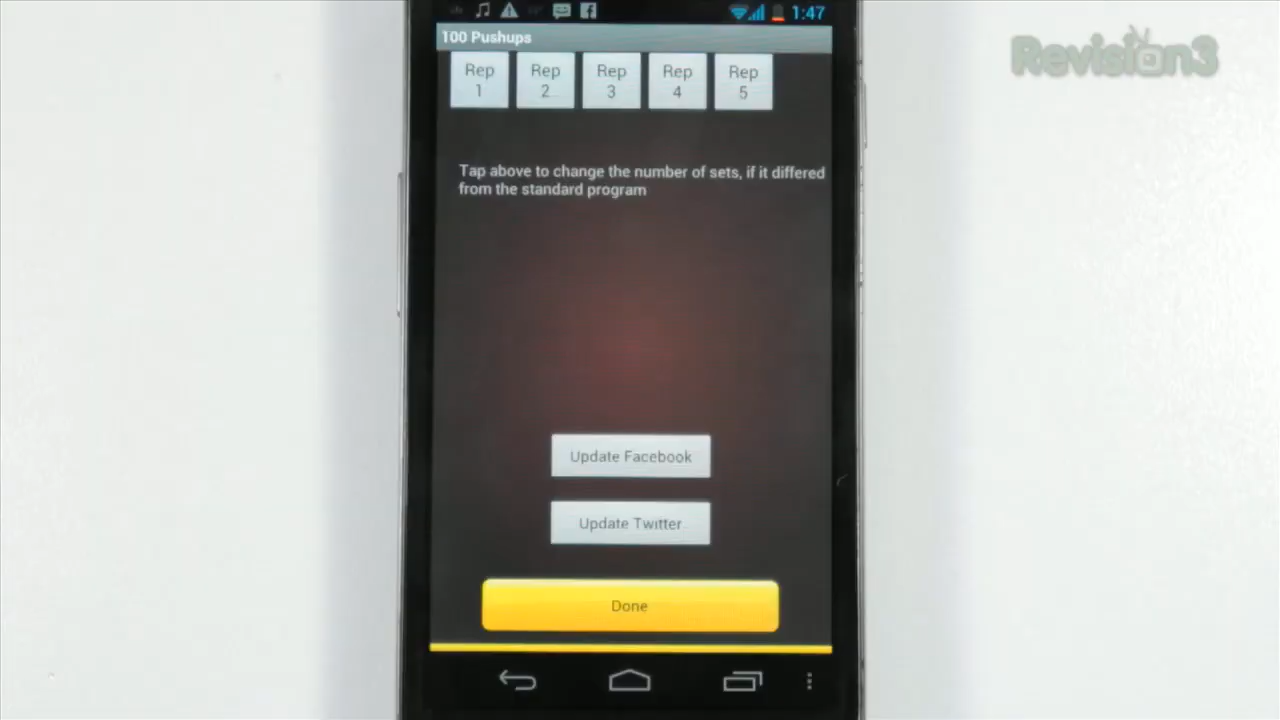 1:47
Revision3
100 Pushups
Rep 1
Rep 2
Rep 3
Rep 4
Rep 5
Tap above to change the number of sets, if it differed
from the standard program
Update Facebook
Update Twitter
Done